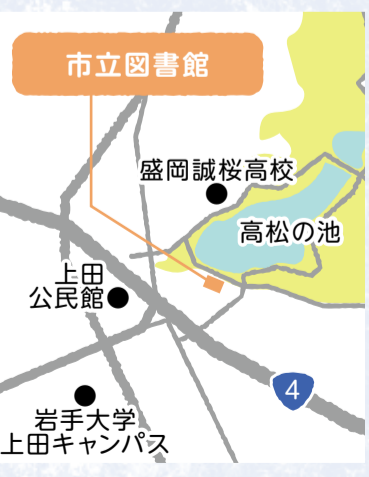 市立図書館
盛岡誠桜高校
高松の池
上田
公民館
4
岩手大学
上田キャンパス